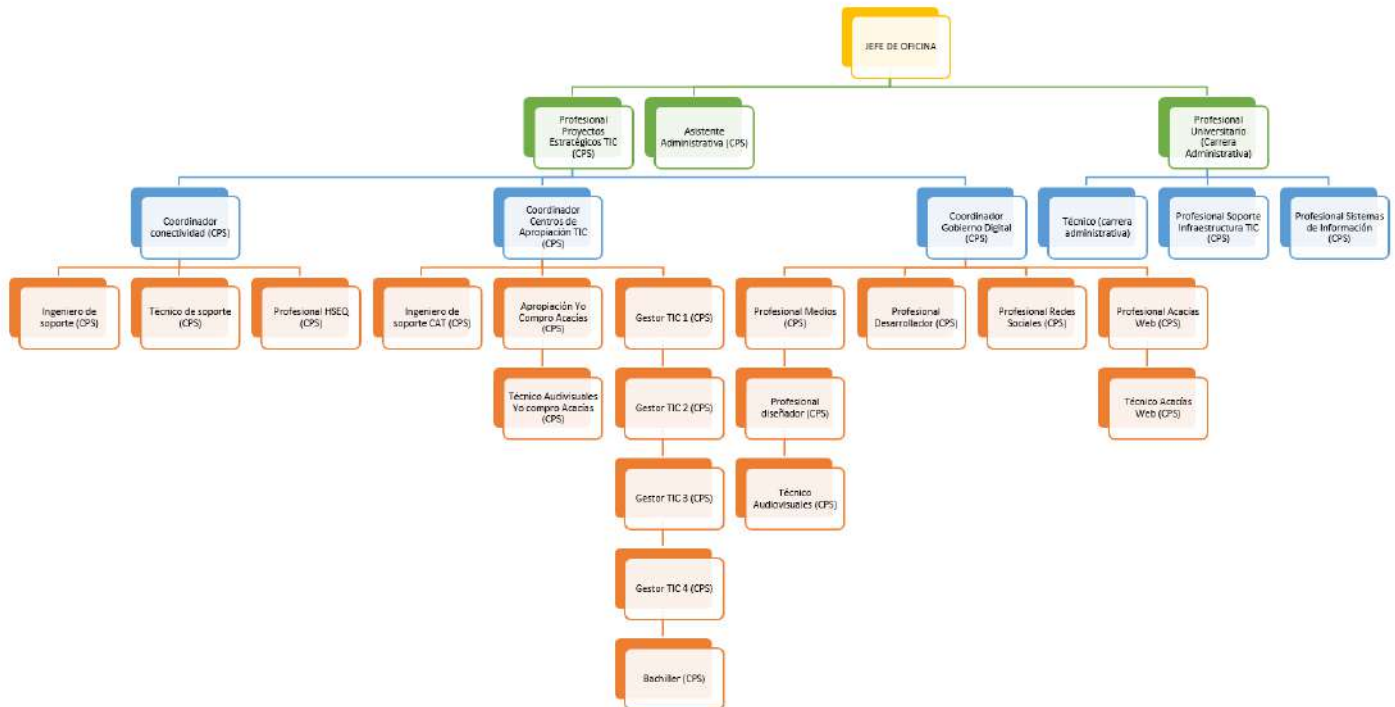 JEFE DE OFICINA
Profesional
Proyectos
Estratégicos TIC
(CPS)
Asistente
Administrativa (CPS)
Profesional
Universitario
(Carrera
Administrativa)
Coordinador
conectividad (CPS)
Coordinador
Centros de
Apropiación TIC
(CPS)
Coordinador
Gobierno Digital
(CPS)
Técnico (carrera
administrativa)
Profesional Soporte
Infraestructura TIC
(CPS)
Profesional Sistemas
de Información
(CPS)
Ingeniero de
soporte (CPS)
Técnico de soporte
(CPS)
Profesional HSEQ
(CPS)
Ingeniero de
soporte CAT (CPS)
Apropiación Yo
Compro Acacías
(CPS)
Gestor TIC 1 (CPS)
Profesional Medios
(CPS)
Profesional
Desarrollador (CPS)
Profesional Redes
Sociales (CPS)
Profesional Acacías
Web (CPS)
Técnico Audivisuales
Yo compro Acacías
(CPS)
Gestor TIC 2 (CPS)
Profesional
diseñador (CPS)
Técnico Acacías
Web (CPS)
Gestor TIC 3 (CPS)
Técnico
Audiovisuales (CPS)
Gestor TIC 4 (CPS)
Bachiller (CPS)